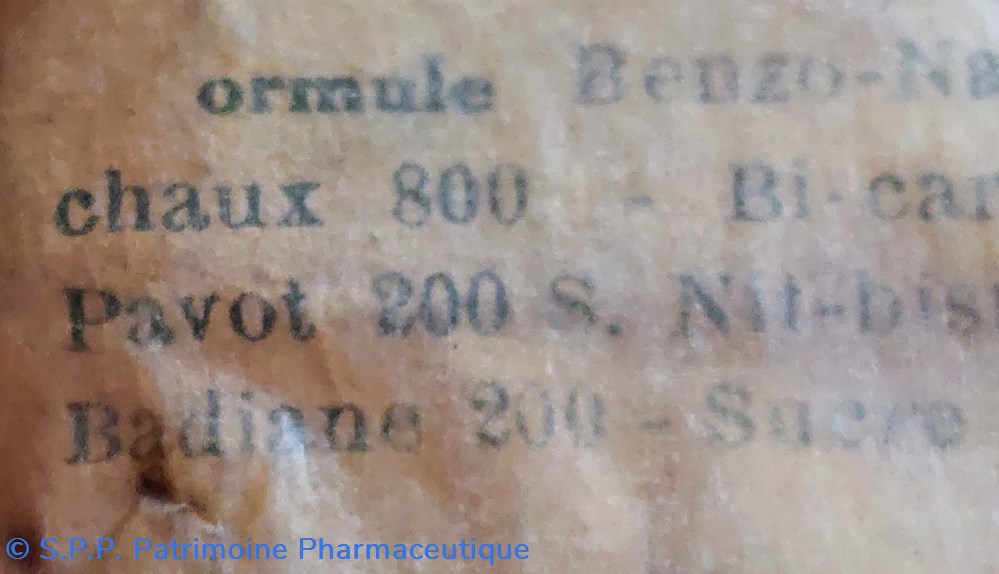 ormule Benzo-Na
chaux 800 - Bi-car
Pavot 200 S. Nit-bis
Badiane 200 - Sucre
© S.P.P. Patrimoine Pharmaceutique